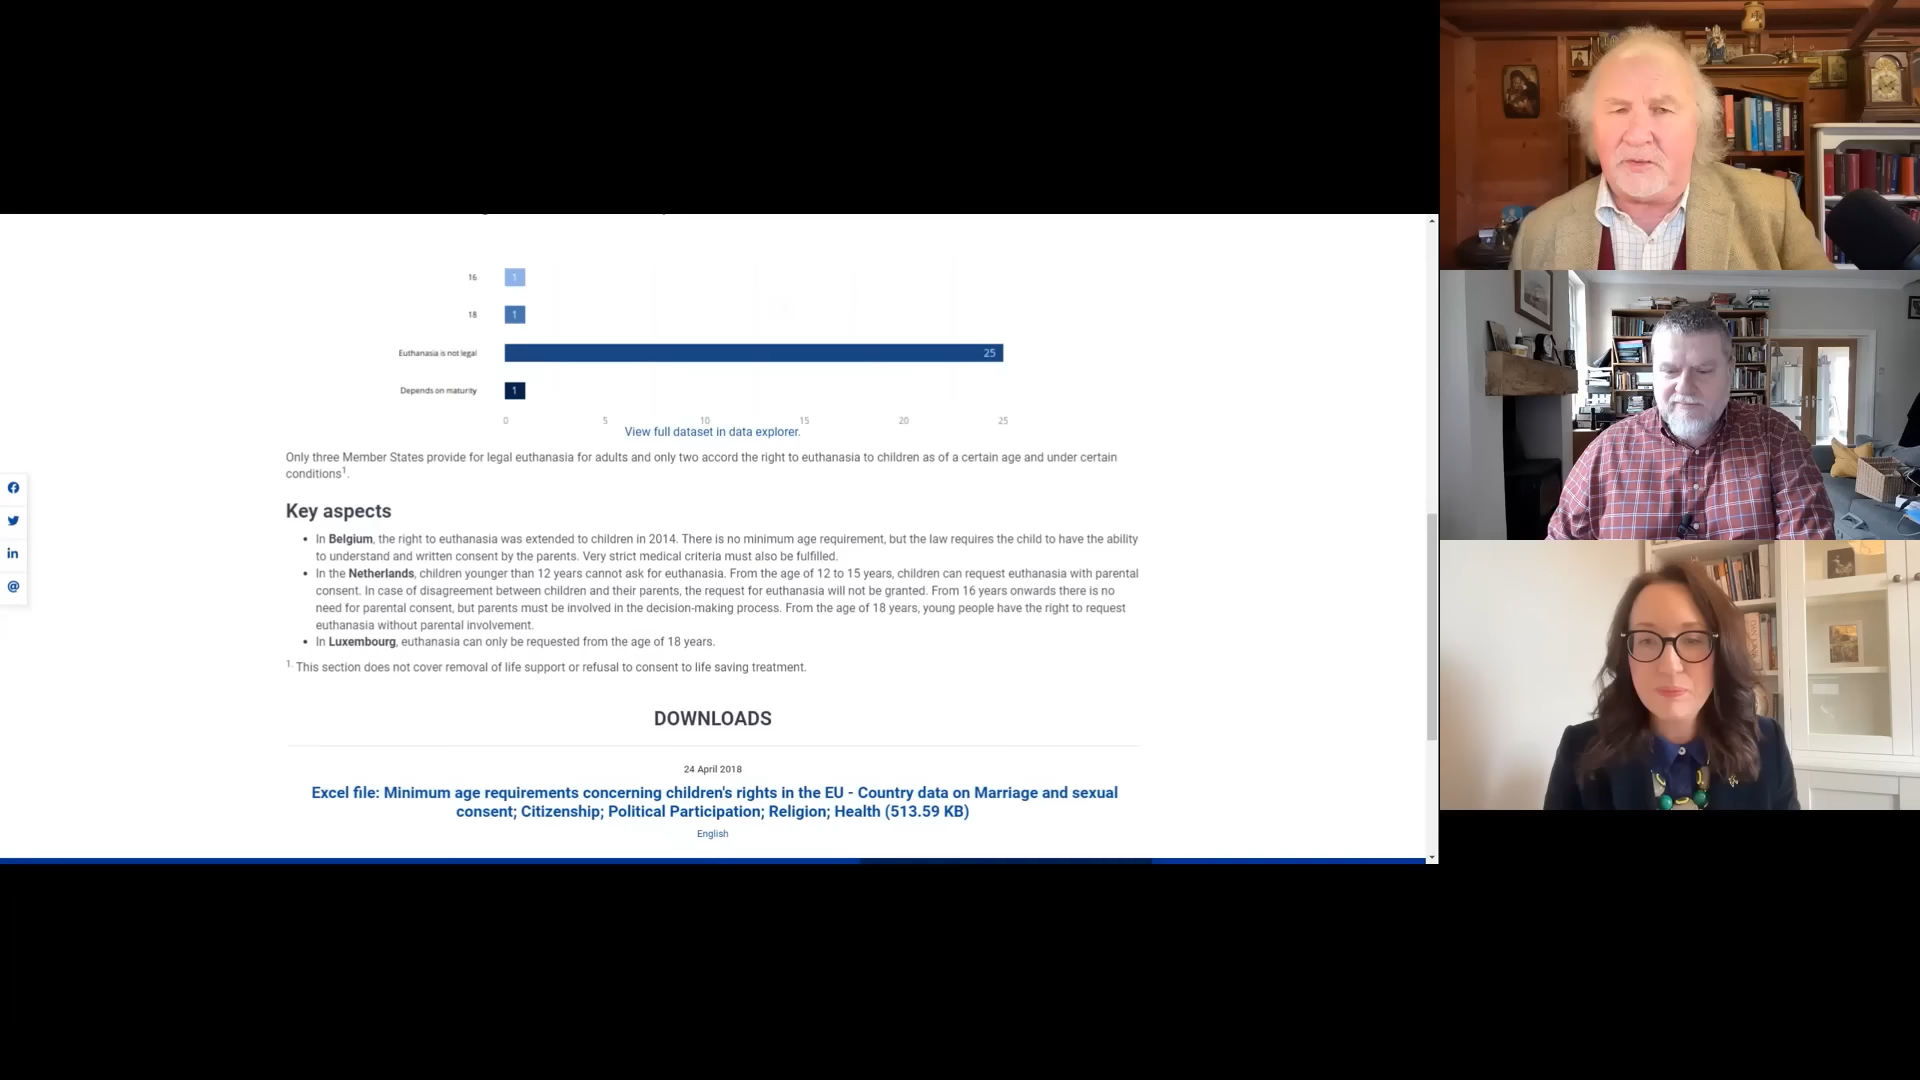 16
1
18
1
Euthanasia is not legal
25
Depends on maturity
1
0 5 10 15 20 25
View full dataset in data explorer.
Only three Member States provide for legal euthanasia for adults and only two accord the right to euthanasia to children as of a certain age and under certain
conditions1.
Key aspects
• In Belgium, the right to euthanasia was extended to children in 2014. There is no minimum age requirement, but the law requires the child to have the ability
to understand and written consent by the parents. Very strict medical criteria must also be fulfilled.
• In the Netherlands, children younger than 12 years cannot ask for euthanasia. From the age of 12 to 15 years, children can request euthanasia with parental
consent. In case of disagreement between children and their parents, the request for euthanasia will not be granted. From 16 years onwards there is no
need for parental consent, but parents must be involved in the decision-making process. From the age of 18 years, young people have the right to request
euthanasia without parental involvement.
• In Luxembourg, euthanasia can only be requested from the age of 18 years.
1. This section does not cover removal of life support or refusal to consent to life saving treatment.
DOWNLOADS
24 April 2018
Excel file: Minimum age requirements concerning children's rights in the EU - Country data on Marriage and sexual
consent; Citizenship; Political Participation; Religion; Health (513.59 KB)
English